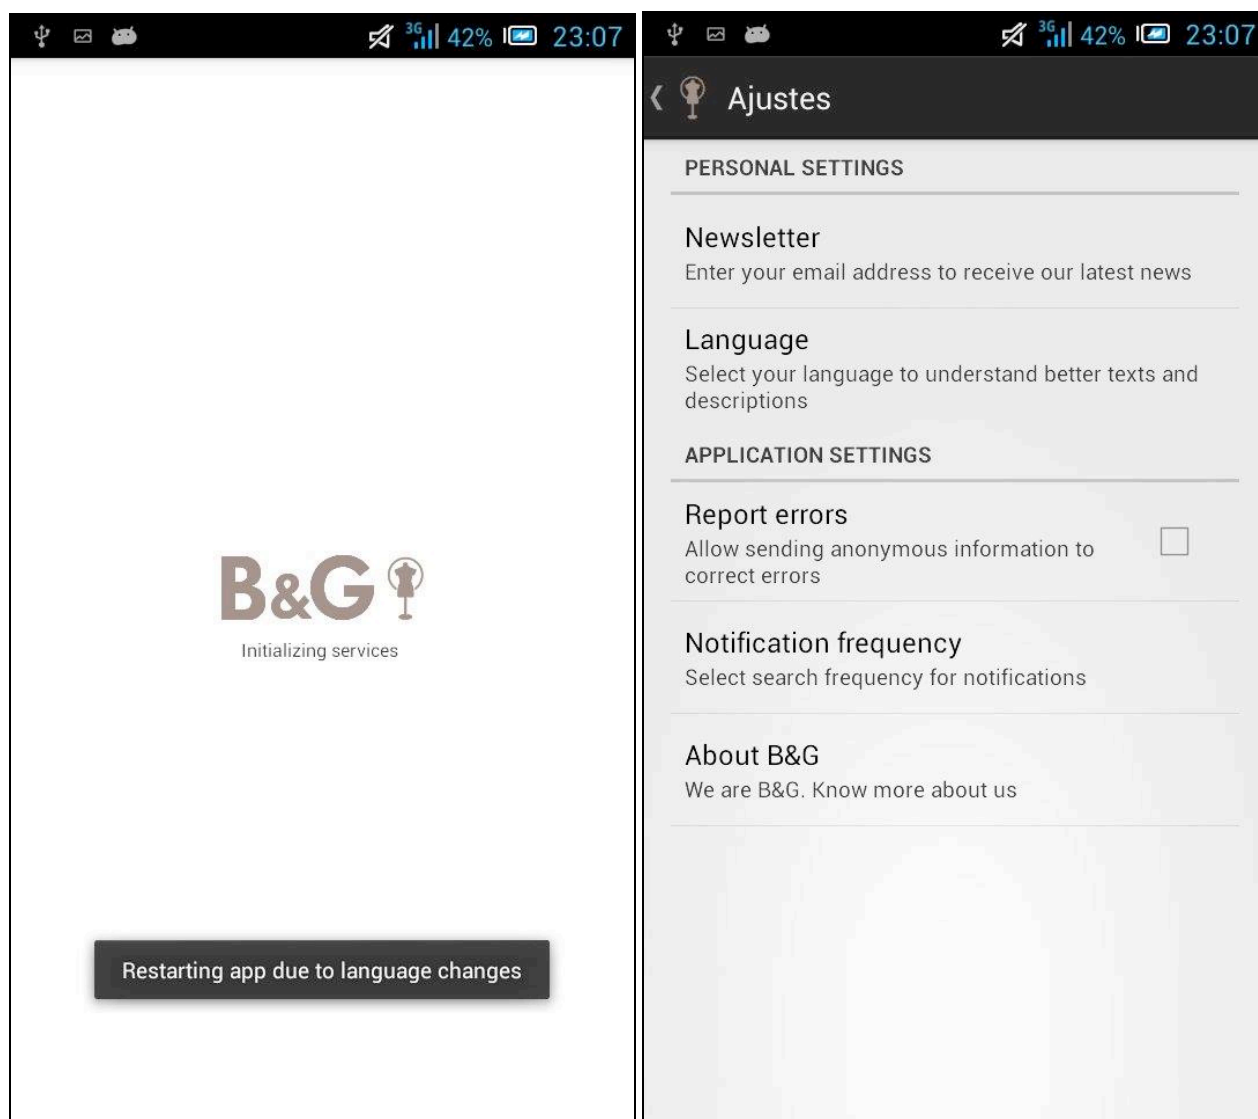 3G 42% 23:07
B&G
Initializing services
Restarting app due to language changes
3G 42% 23:07
Ajustes
PERSONAL SETTINGS
Newsletter
Enter your email address to receive our latest news
Language
Select your language to understand better texts and
descriptions
APPLICATION SETTINGS
Report errors
Allow sending anonymous information to
correct errors
Notification frequency
Select search frequency for notifications
About B&G
We are B&G. Know more about us